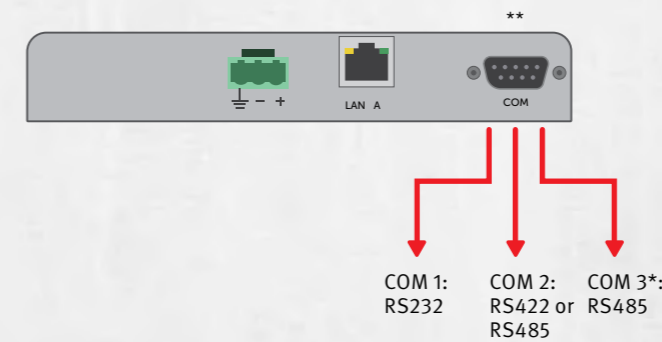 **
- +
LAN A
COM
COM 1:
RS232
COM 2:
RS422 or
RS485
COM 3*:
RS485